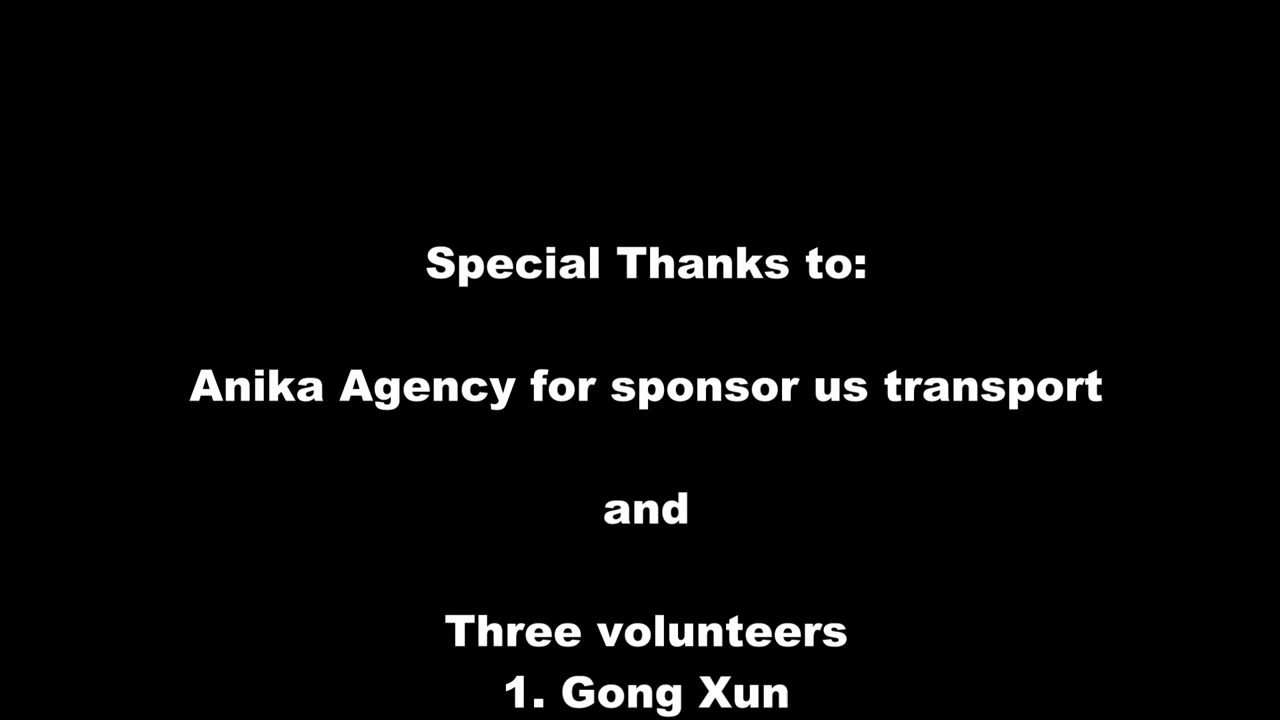 Special Thanks to:
Anika Agency for sponsor us transport
and
Three volunteers
1. Gong Xun